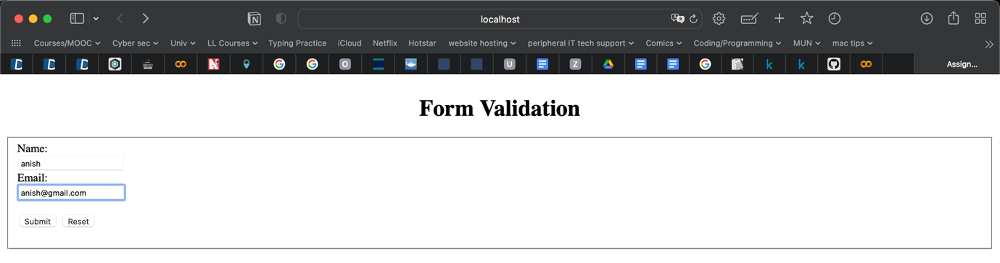 localhost
Courses/MOOC Cyber sec Univ LL Courses Typing Practice iCloud Netflix Hotstar website hosting peripheral IT tech support Comics Coding/Programming MUN mac tips
O U Z k k Assign...
Form Validation
Name:
anish
Email:
anish@gmail.com
Submit Reset